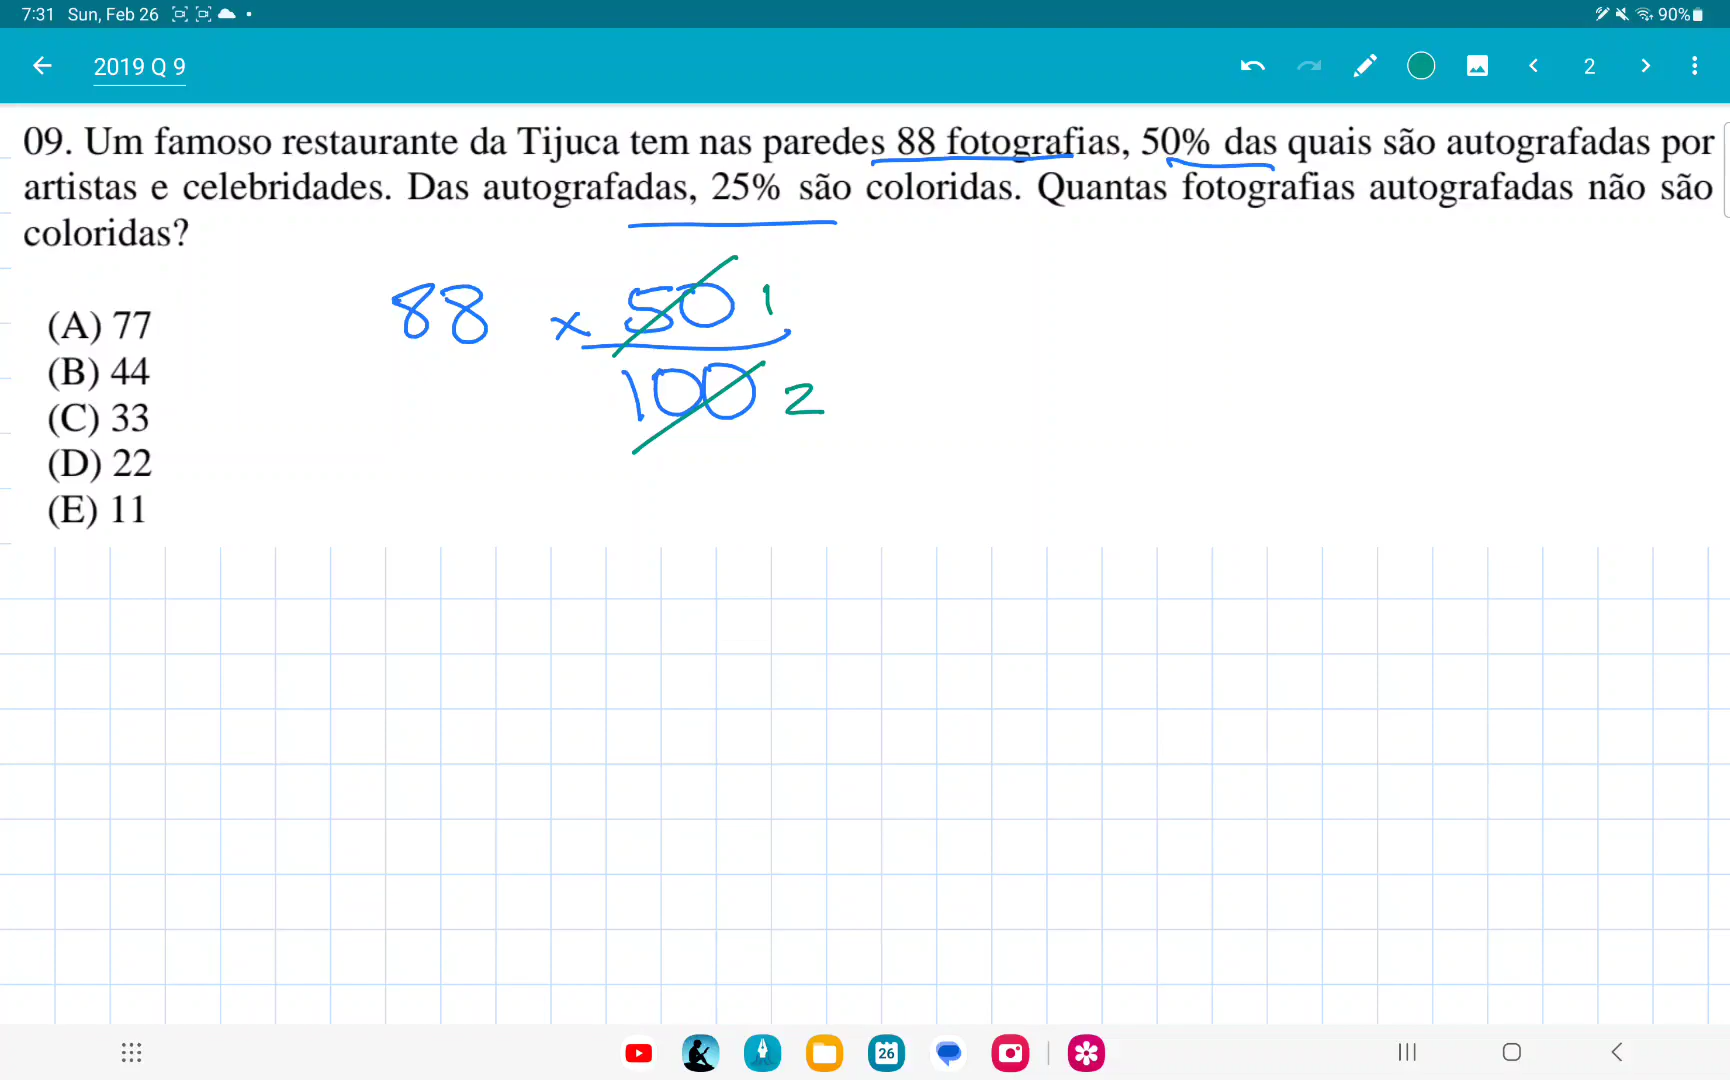 7:31 Sun, Feb 26
90%
2019 Q 9
2
09. Um famoso restaurante da Tijuca tem nas paredes 88 fotografias, 50% das quais são autografadas por
artistas e celebridades. Das autografadas, 25% são coloridas. Quantas fotografias autografadas não são
coloridas?
88 x 50 1
100 2
(A) 77
(B) 44
(C) 33
(D) 22
(E) 11
26